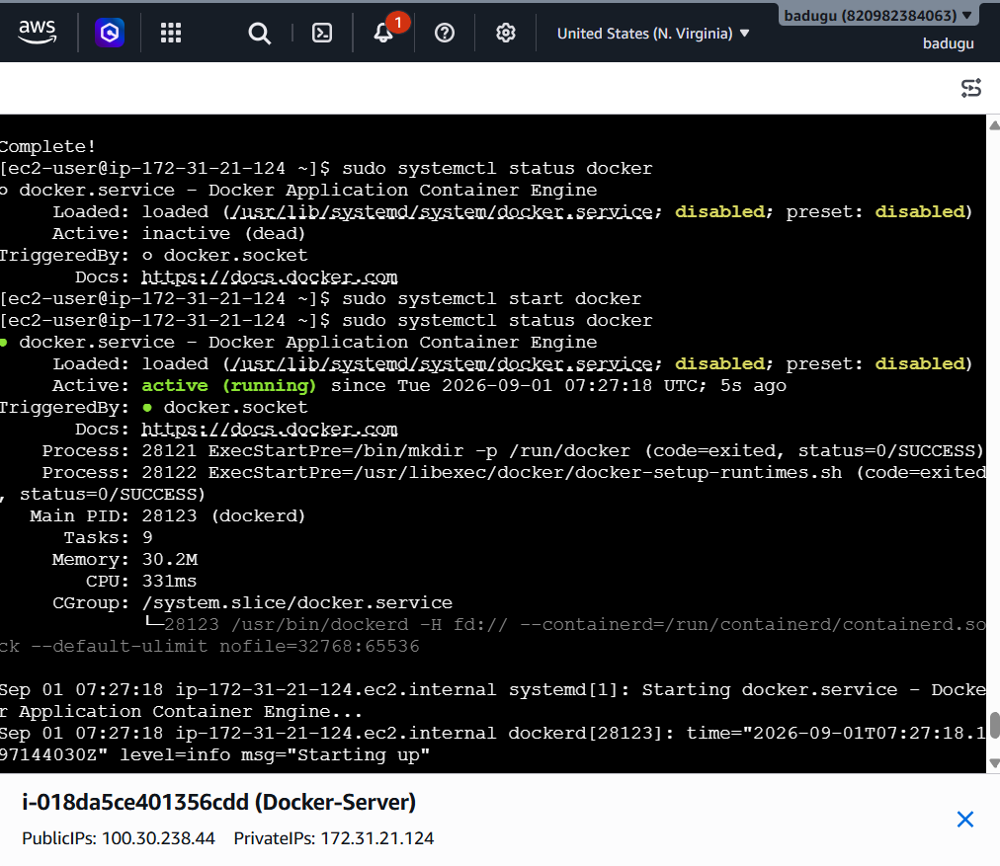 aws
1
United States (N. Virginia) ▼
badugu (820982384063) ▼
badugu
Complete!
[ec2-user@ip-172-31-21-124 ~]$ sudo systemctl status docker
○ docker.service - Docker Application Container Engine
Loaded: loaded (/usr/lib/systemd/system/docker.service; disabled; preset: disabled)
Active: inactive (dead)
TriggeredBy: ○ docker.socket
Docs: https://docs.docker.com
[ec2-user@ip-172-31-21-124 ~]$ sudo systemctl start docker
[ec2-user@ip-172-31-21-124 ~]$ sudo systemctl status docker
● docker.service - Docker Application Container Engine
Loaded: loaded (/usr/lib/systemd/system/docker.service; disabled; preset: disabled)
Active: active (running) since Tue 2026-09-01 07:27:18 UTC; 5s ago
TriggeredBy: ● docker.socket
Docs: https://docs.docker.com
Process: 28121 ExecStartPre=/bin/mkdir -p /run/docker (code=exited, status=0/SUCCESS)
Process: 28122 ExecStartPre=/usr/libexec/docker/docker-setup-runtimes.sh (code=exited
, status=0/SUCCESS)
Main PID: 28123 (dockerd)
Tasks: 9
Memory: 30.2M
CPU: 331ms
CGroup: /system.slice/docker.service
└─28123 /usr/bin/dockerd -H fd:// --containerd=/run/containerd/containerd.so
ck --default-ulimit nofile=32768:65536
Sep 01 07:27:18 ip-172-31-21-124.ec2.internal systemd[1]: Starting docker.service - Docke
r Application Container Engine...
Sep 01 07:27:18 ip-172-31-21-124.ec2.internal dockerd[28123]: time="2026-09-01T07:27:18.1
97144030Z" level=info msg="Starting up"
i-018da5ce401356cdd (Docker-Server)
PublicIPs: 100.30.238.44 PrivateIPs: 172.31.21.124